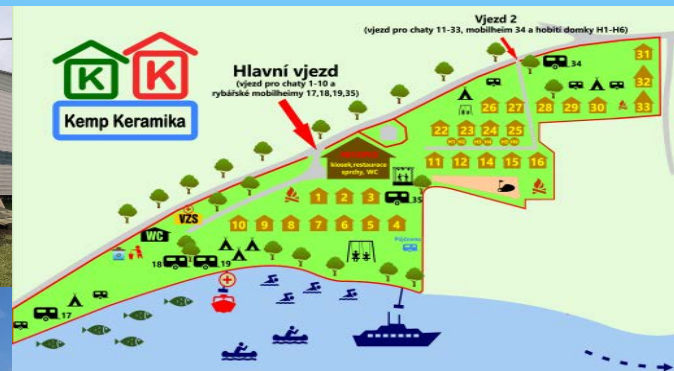 K K
Kemp Keramika
Hlavní vjezd
(vjezd pro chaty 1-10 a
rybářské mobilheimy 17,18,19,35)
Vjezd 2
(vjezd pro chaty 11-33, mobilheim 34 a hobití domky H1-H6)
34
31
32
33
26 27 28 29 30
22 23 24 25
11 12 14 15 16
kiosek,restaurace
sprchy, WC
35
1 2 3
10 9 8 7 6 5 4
VZS
WC
18 19
17